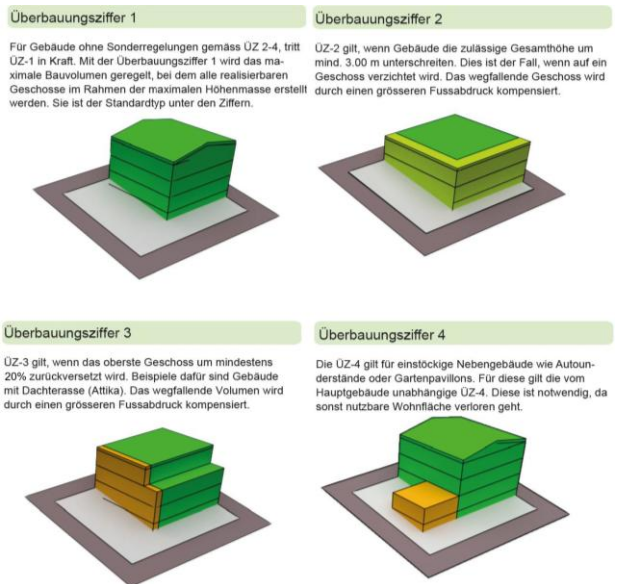 Überbauungsziffer 1
Für Gebäude ohne Sonderregelungen gemäss ÜZ 2-4, tritt
ÜZ-1 in Kraft. Mit der Überbauungsziffer 1 wird das ma-
ximale Bauvolumen geregelt, bei dem alle realisierbaren
Geschosse im Rahmen der maximalen Höhenmasse erstellt
werden. Sie ist der Standardtyp unter den Ziffern.
Überbauungsziffer 2
ÜZ-2 gilt, wenn Gebäude die zulässige Gesamthöhe um
mind. 3.00 m unterschreiten. Dies ist der Fall, wenn auf ein
Geschoss verzichtet wird. Das wegfallende Geschoss wird
durch einen grösseren Fussabdruck kompensiert.
Überbauungsziffer 3
ÜZ-3 gilt, wenn das oberste Geschoss um mindestens
20% zurückversetzt wird. Beispiele dafür sind Gebäude
mit Dachterasse (Attika). Das wegfallende Volumen wird
durch einen grösseren Fussabdruck kompensiert.
Überbauungsziffer 4
Die ÜZ-4 gilt für einstöckige Nebengebäude wie Autoun-
derstände oder Gartenpavillons. Für diese gilt die vom
Hauptgebäude unabhängige ÜZ-4. Diese ist notwendig, da
sonst nutzbare Wohnfläche verloren geht.